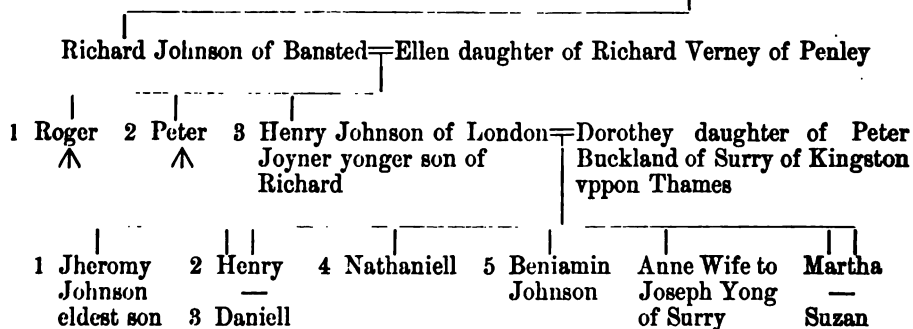 Richard Johnson of Bansted=Ellen daughter of Richard Verney of Penley
1 Roger 2 Peter 3 Henry Johnson of London=Dorothey daughter of Peter
Joyner yonger son of Buckland of Surry of Kingston
Richard vppon Thames
1 Jheromy 2 Henry 4 Nathaniell 5 Beniamin Anne Wife to Martha
Johnson — Johnson Joseph Yong —
eldest son 3 Daniell of Surry Suzan